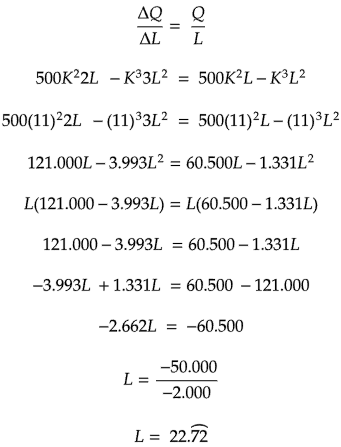 ΔQ/ΔL = Q/L
500K²2L − K³3L² = 500K²L − K³L²
500(11)²2L − (11)³3L² = 500(11)²L − (11)³L²
121.000L − 3.993L² = 60.500L − 1.331L²
L(121.000 − 3.993L) = L(60.500 − 1.331L)
121.000 − 3.993L = 60.500 − 1.331L
−3.993L + 1.331L = 60.500 − 121.000
−2.662L = −60.500
L = −50.000/−2.000
L = 22.7͡2